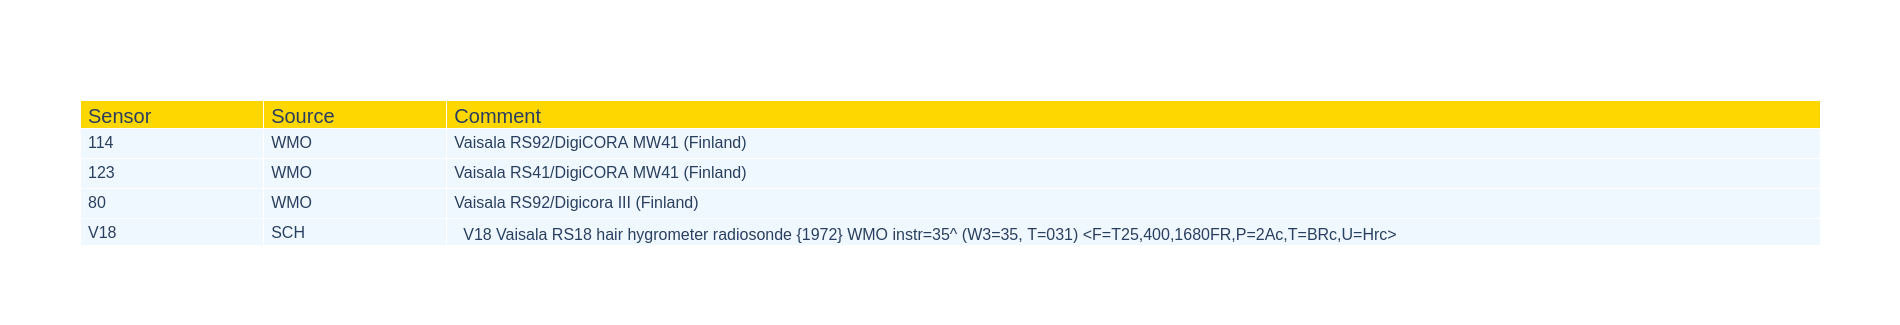 Sensor Source Comment
114 WMO Vaisala RS92/DigiCORA MW41 (Finland)
123 WMO Vaisala RS41/DigiCORA MW41 (Finland)
80 WMO Vaisala RS92/Digicora III (Finland)
V18 SCH V18 Vaisala RS18 hair hygrometer radiosonde {1972} WMO instr=35^ (W3=35, T=031) <F=T25,400,1680FR,P=2Ac,T=BRc,U=Hrc>